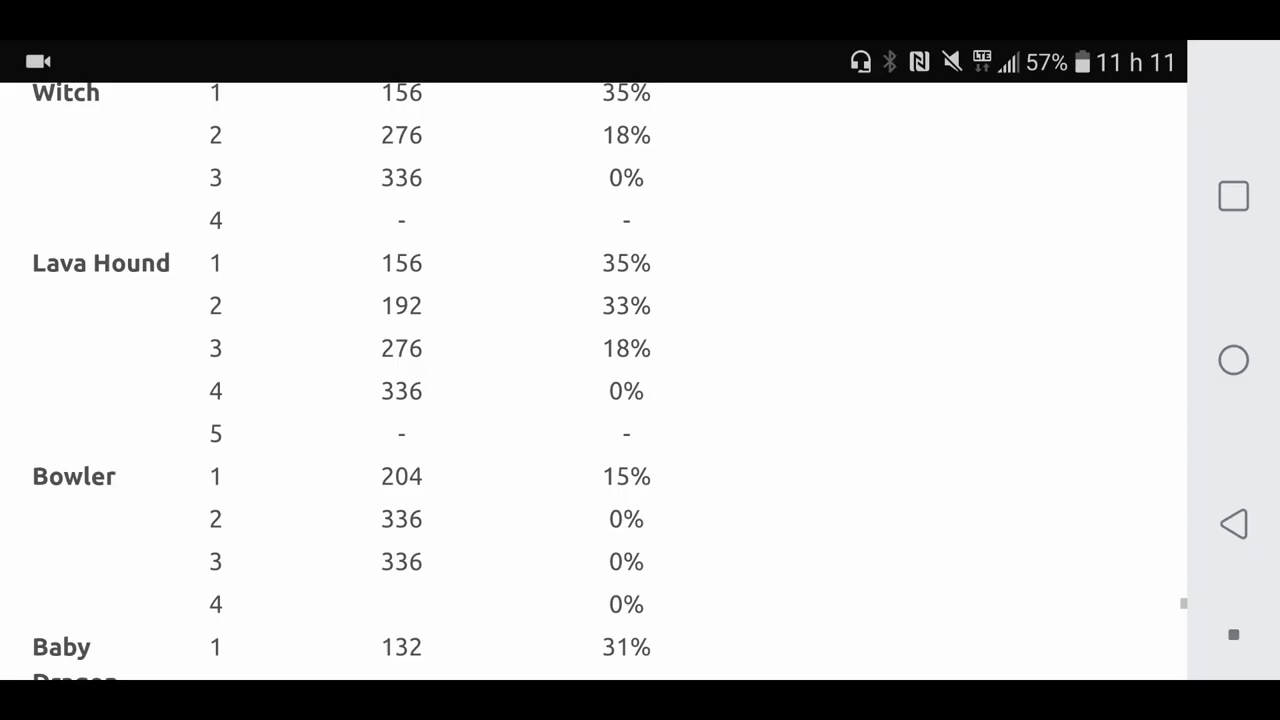 57% 11 h 11
Witch 1 156 35%
2 276 18%
3 336 0%
4 - -
Lava Hound 1 156 35%
2 192 33%
3 276 18%
4 336 0%
5 - -
Bowler 1 204 15%
2 336 0%
3 336 0%
4 0%
Baby 1 132 31%